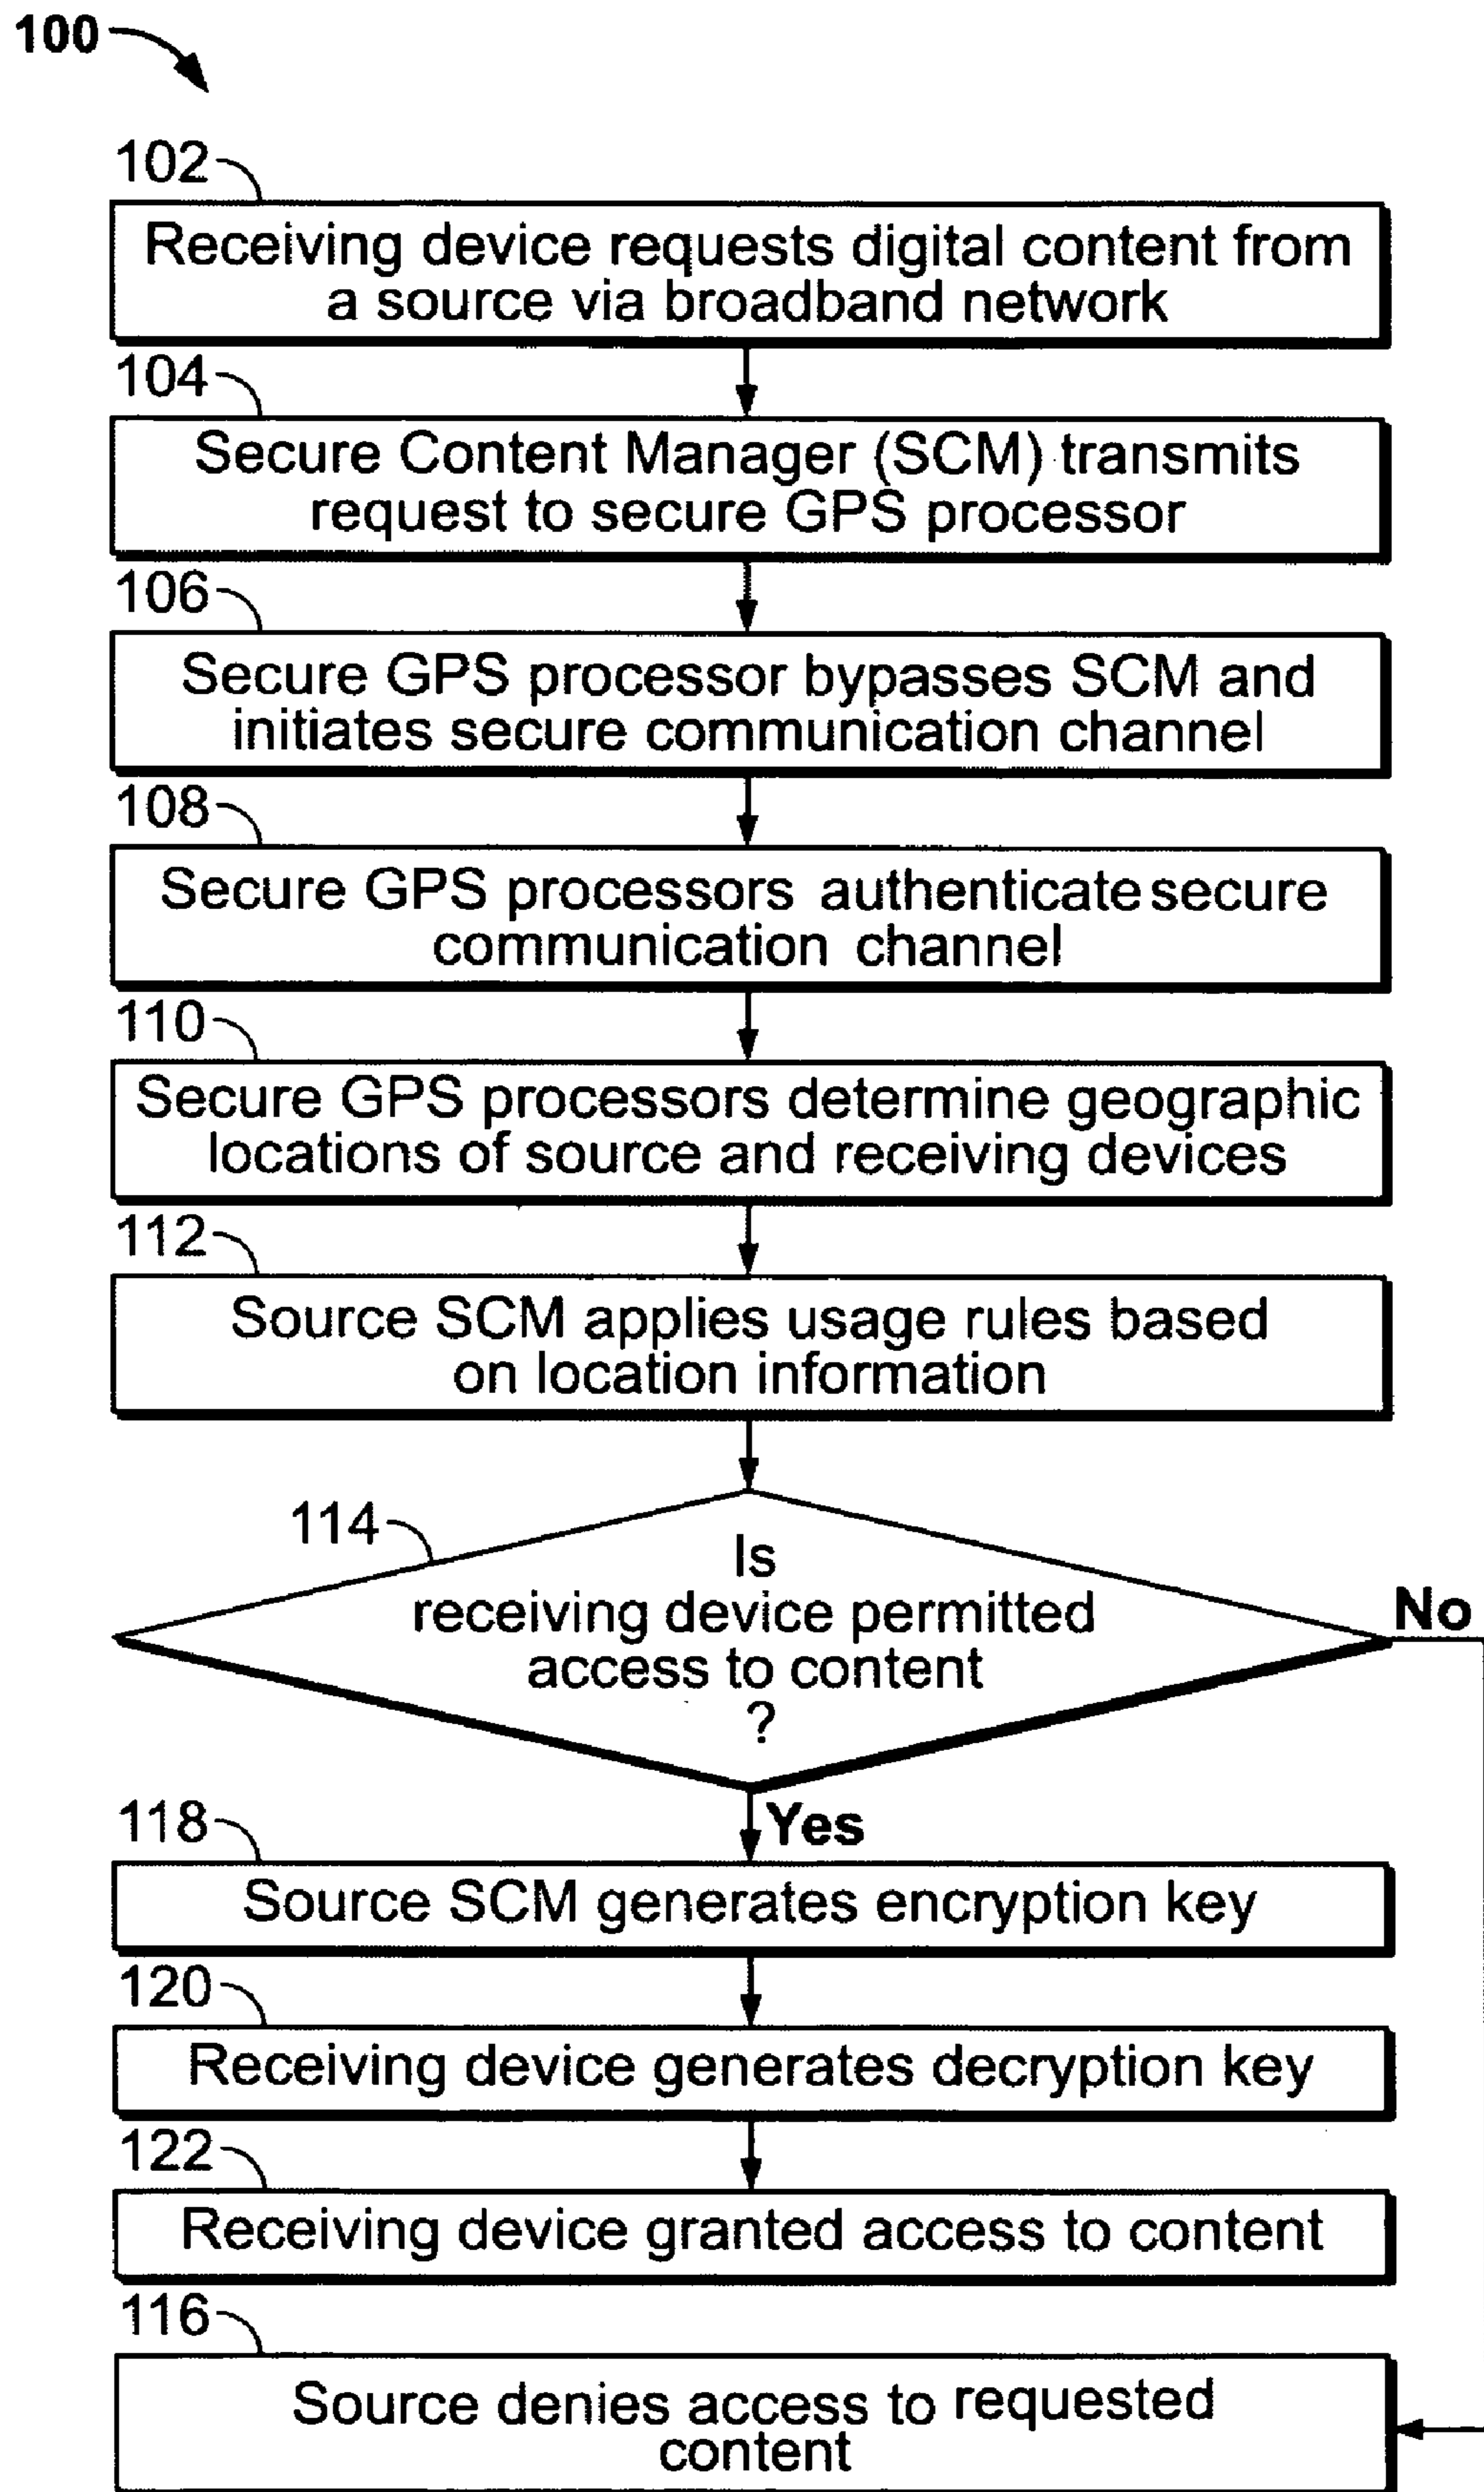 100
102
Receiving device requests digital content from
a source via broadband network
104
Secure Content Manager (SCM) transmits
request to secure GPS processor
106
Secure GPS processor bypasses SCM and
initiates secure communication channel
108
Secure GPS processors authenticate secure
communication channel
110
Secure GPS processors determine geographic
locations of source and receiving devices
112
Source SCM applies usage rules based
on location information
114
Is
receiving device permitted
access to content
?
No
Yes
118
Source SCM generates encryption key
120
Receiving device generates decryption key
122
Receiving device granted access to content
116
Source denies access to requested
content